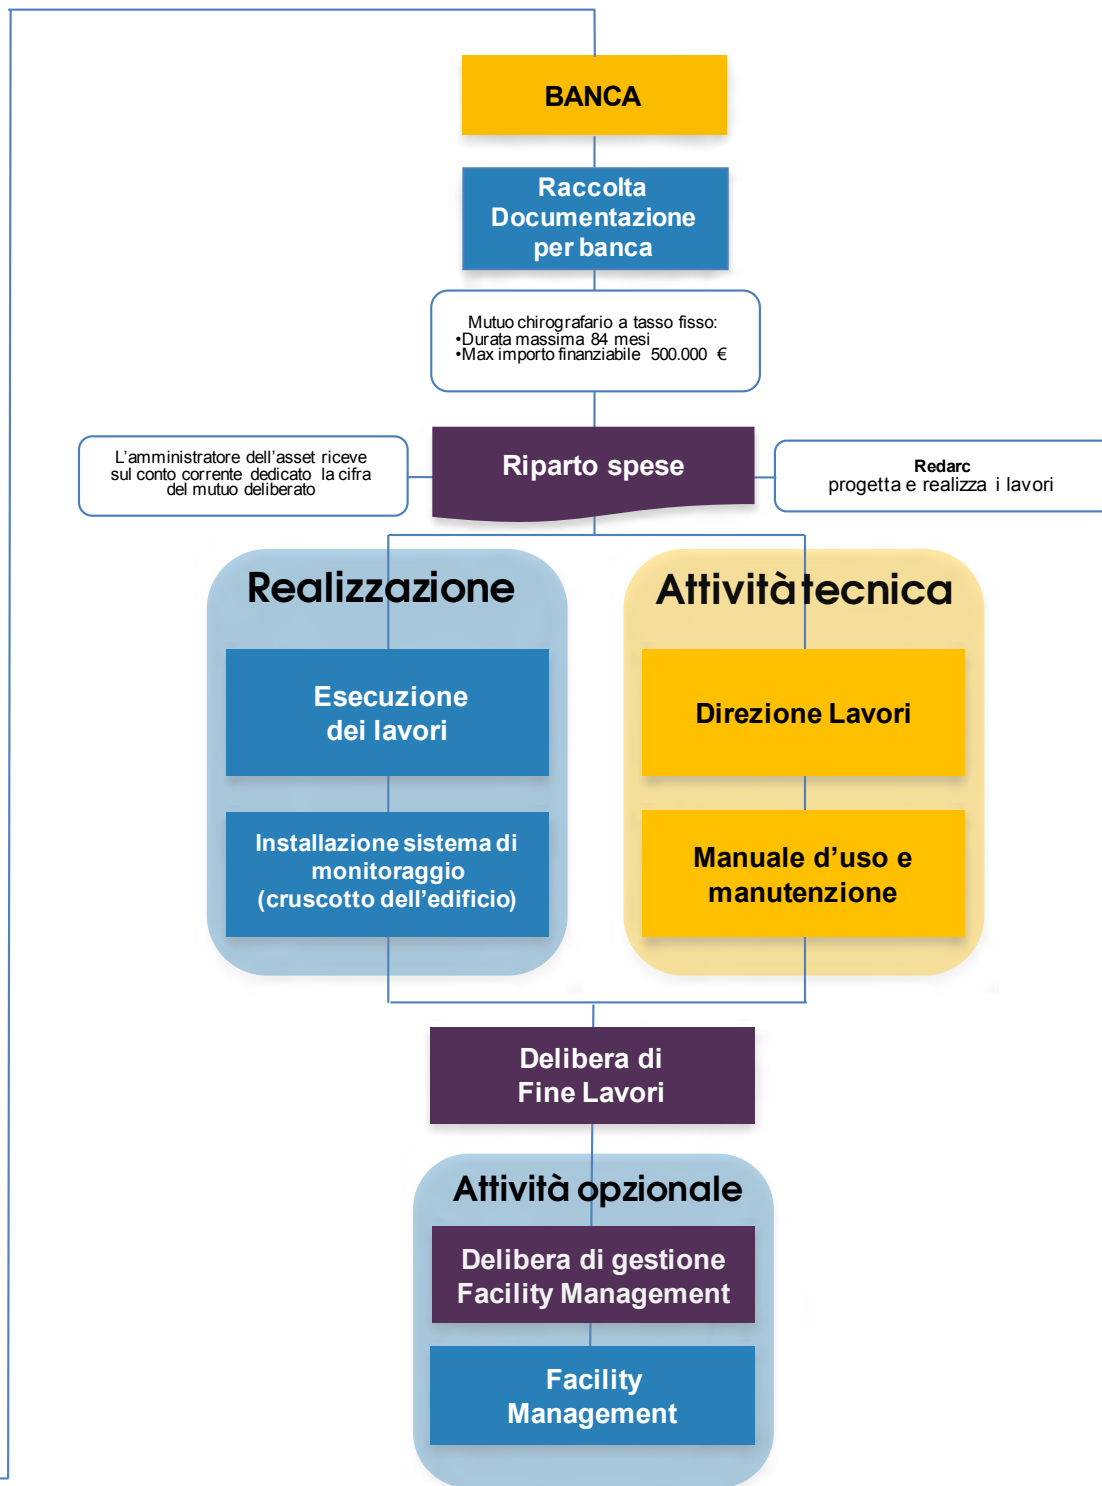 BANCA
Raccolta
Documentazione
per banca
Mutuo chirografario a tasso fisso:
•Durata massima 84 mesi
•Max importo finanziabile 500.000 €
L'amministratore dell'asset riceve
sul conto corrente dedicato la cifra
del mutuo deliberato
Riparto spese
Redarc
progetta e realizza i lavori
Realizzazione
Esecuzione
dei lavori
Installazione sistema di
monitoraggio
(cruscotto dell'edificio)
Attività tecnica
Direzione Lavori
Manuale d'uso e
manutenzione
Delibera di
Fine Lavori
Attività opzionale
Delibera di gestione
Facility Management
Facility
Management